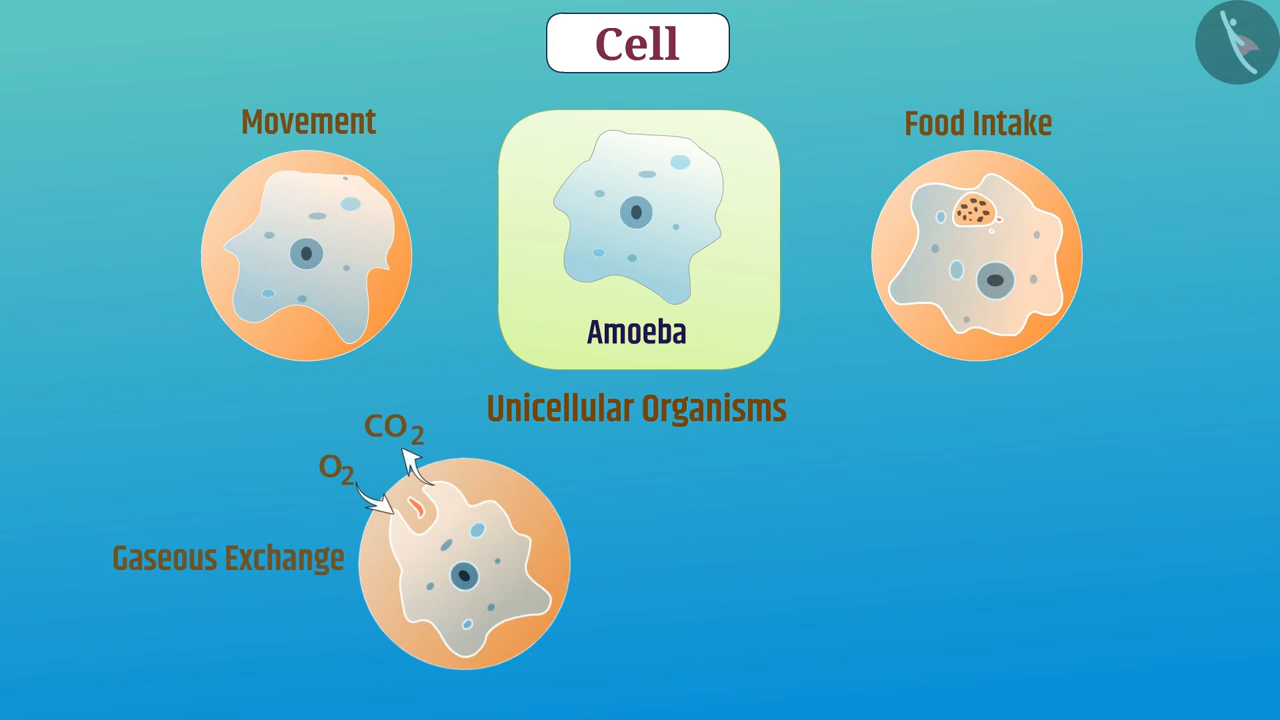 Cell
Movement
Food Intake
Amoeba
Unicellular Organisms
CO₂
O₂
Gaseous Exchange